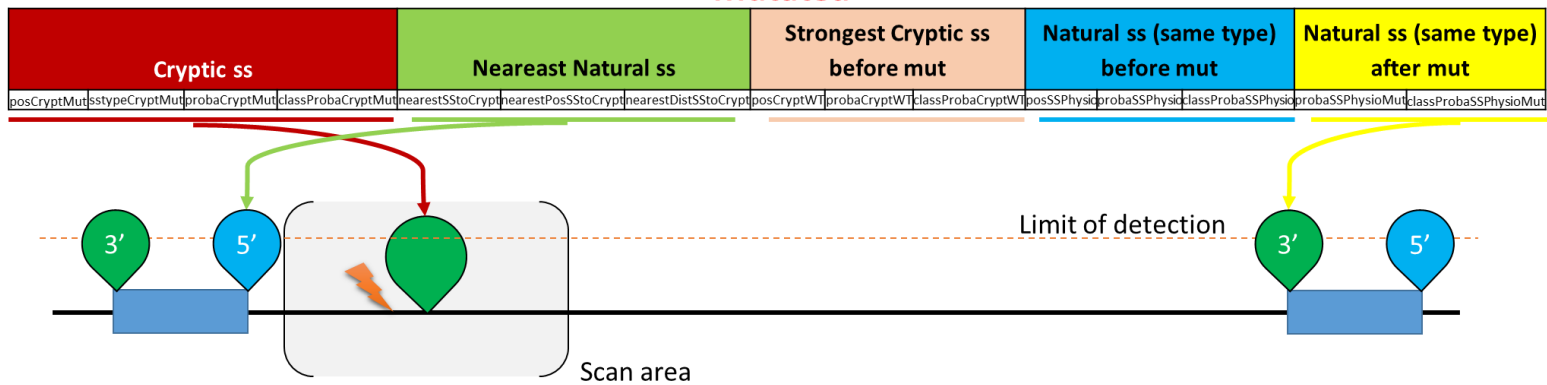 Strongest Cryptic ss
Natural ss (same type)
Natural ss (same type)
Cryptic ss
Neareast Natural ss
before mut
before mut
after mut
posCryptMut sstypeCryptMut probaCryptMut classProbaCryptMut nearestSStoCrypt nearestPosSStoCrypt nearestDistSStoCrypt posCryptWT probaCryptWT classProbaCryptWT posSSPhysio probaSSPhysio classProbaSSPhysio probaSSPhysioMut classProbaSSPhysioMut
Limit of detection
3’
5’
3’
5’
Scan area